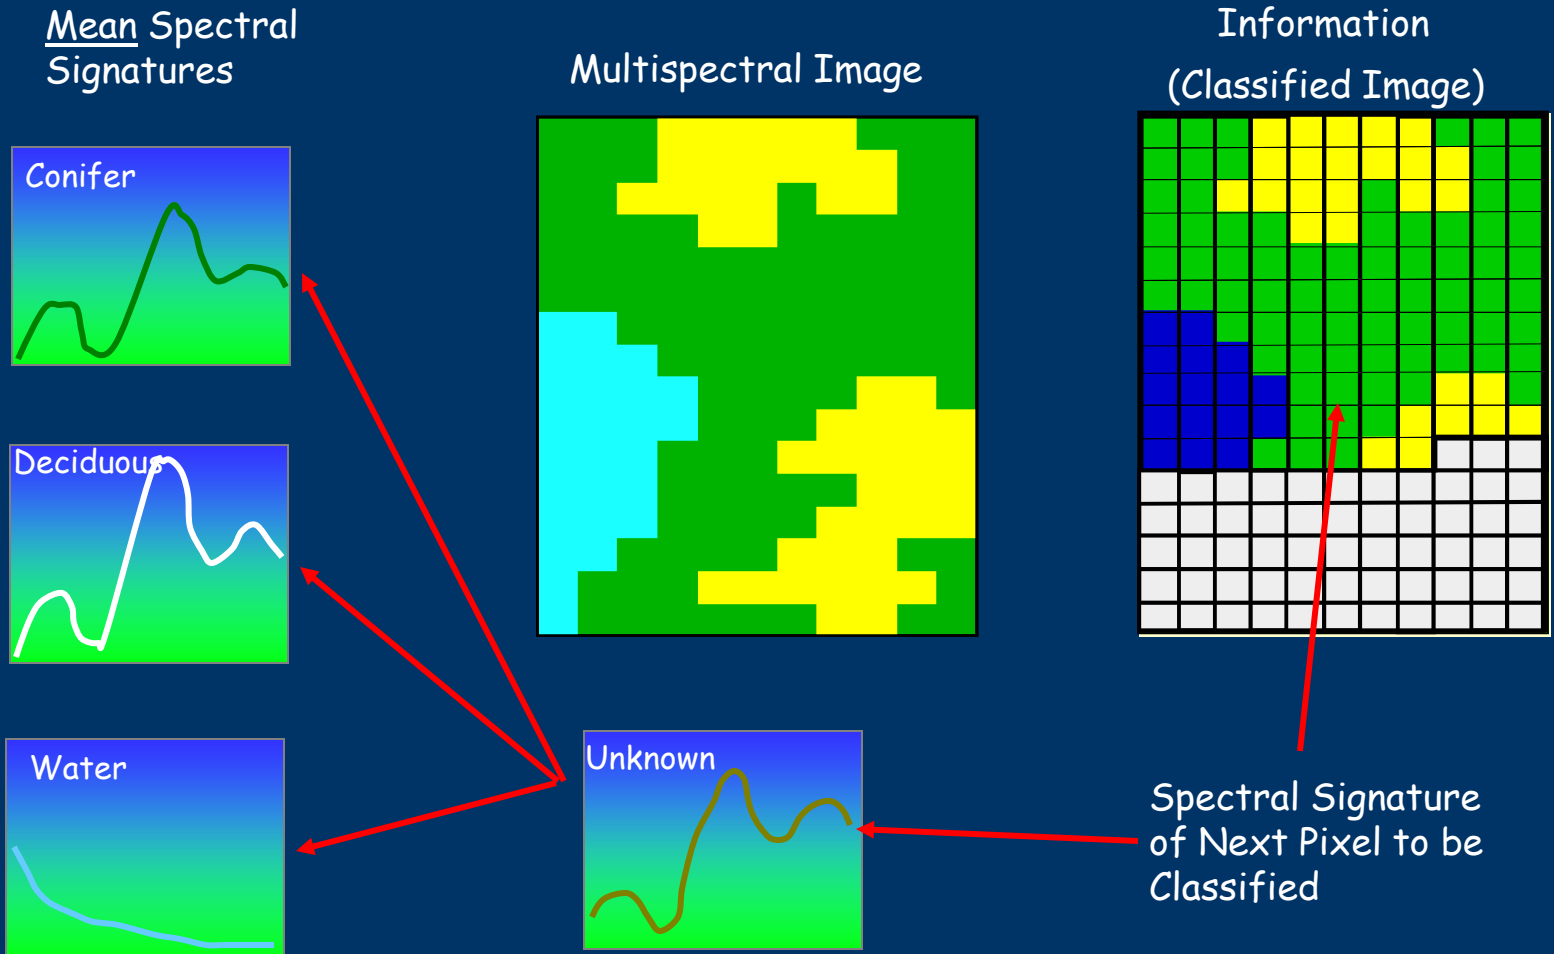 Mean Spectral
Signatures
Multispectral Image
Information
(Classified Image)
Conifer
Deciduous
Water
Unknown
Spectral Signature
of Next Pixel to be
Classified